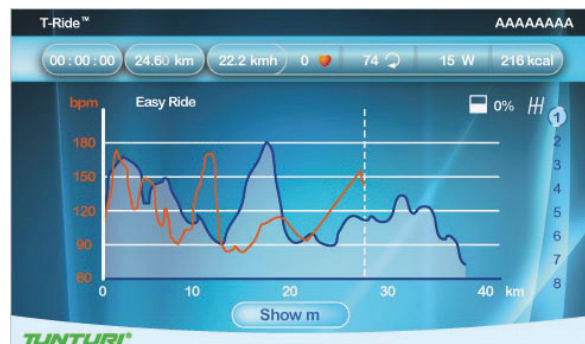 T-Ride™ AAAAAAAA
00:00:00 24.60 km 22.2 kmh 0 74 15 W 216 kcal
bpm Easy Ride 0%
180
150
120
90
60
1
2
3
4
5
6
7
8
0 10 20 30 40 km
Show m
TUNTURI®